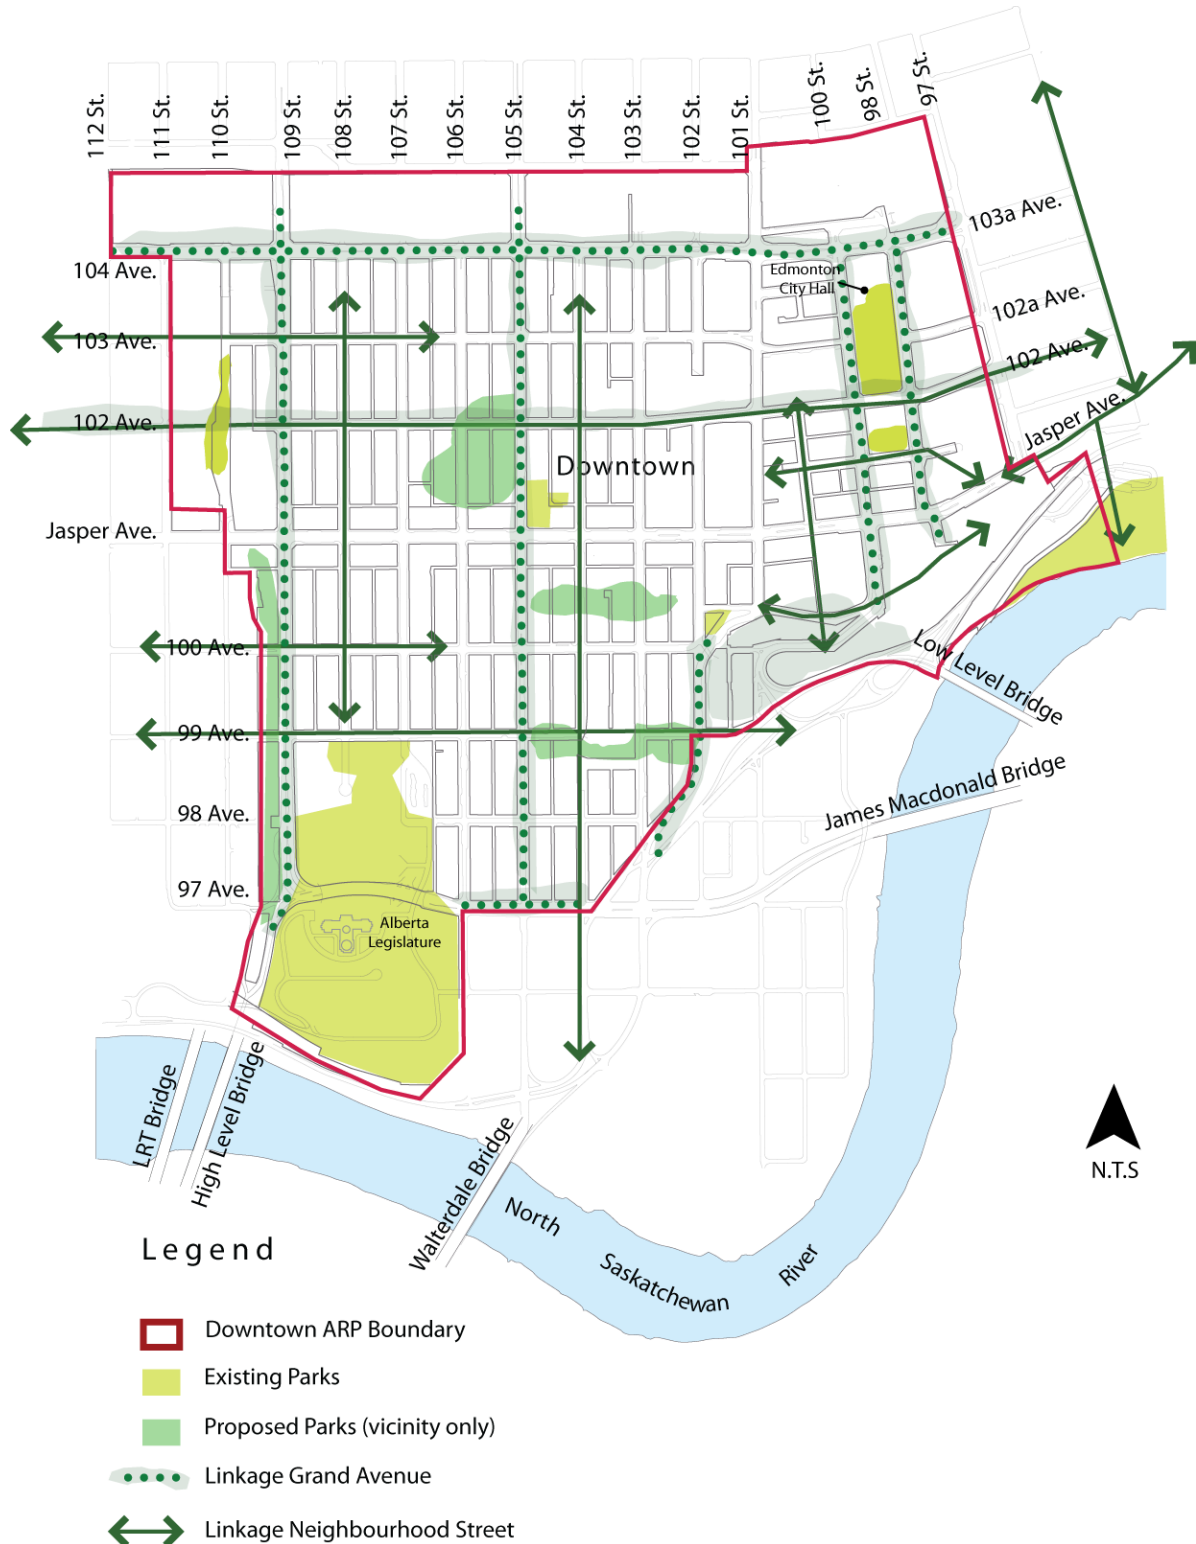 112 St.
111 St.
110 St.
109 St.
108 St.
107 St.
106 St.
105 St.
104 St.
103 St.
102 St.
101 St.
100 St.
98 St.
97 St.
103a Ave.
104 Ave.
Edmonton
City Hall
102a Ave.
103 Ave.
102 Ave.
102 Ave.
Jasper Ave.
Downtown
Jasper Ave.
100 Ave.
Low Level Bridge
99 Ave.
James Macdonald Bridge
98 Ave.
97 Ave.
Alberta
Legislature
LRT Bridge
High Level Bridge
Walterdale Bridge
N.T.S
North
Saskatchewan
River
Legend
Downtown ARP Boundary
Existing Parks
Proposed Parks (vicinity only)
Linkage Grand Avenue
Linkage Neighbourhood Street